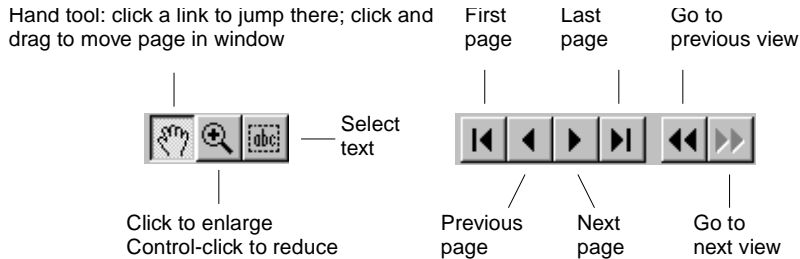 Hand tool: click a link to jump there; click and
drag to move page in window
First
page
Last
page
Go to
previous view
abc
Select
text
Click to enlarge
Control-click to reduce
Previous
page
Next
page
Go to
next view